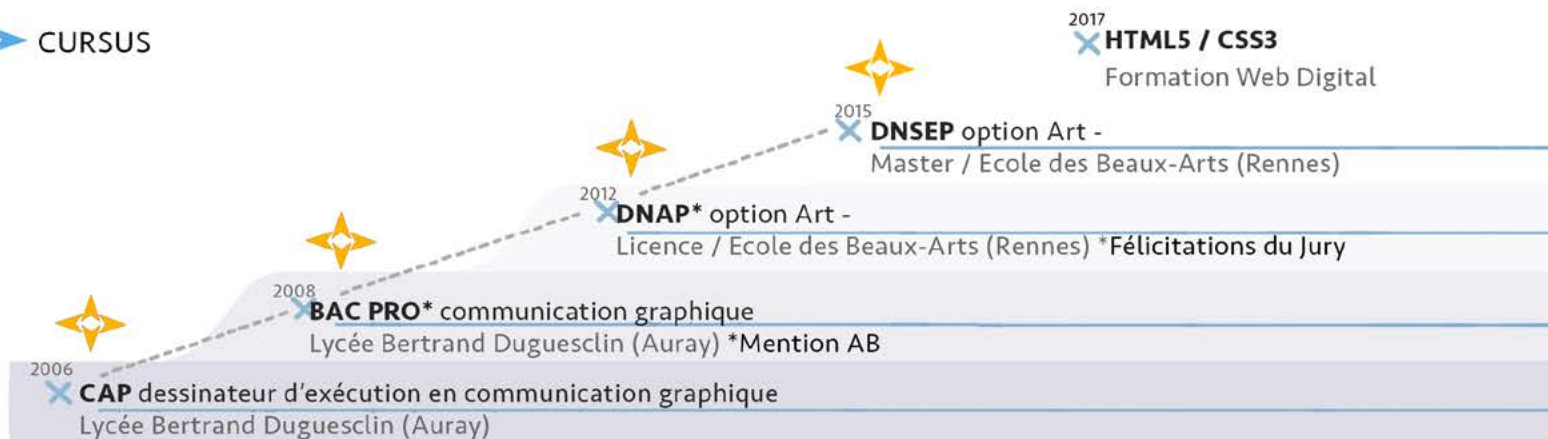 CURSUS
2017
HTML5 / CSS3
Formation Web Digital
2015
DNSEP option Art -
Master / Ecole des Beaux-Arts (Rennes)
2012
DNAP* option Art -
Licence / Ecole des Beaux-Arts (Rennes) *Félicitations du Jury
2008
BAC PRO* communication graphique
Lycée Bertrand Duguesclin (Auray) *Mention AB
2006
CAP dessinateur d'exécution en communication graphique
Lycée Bertrand Duguesclin (Auray)